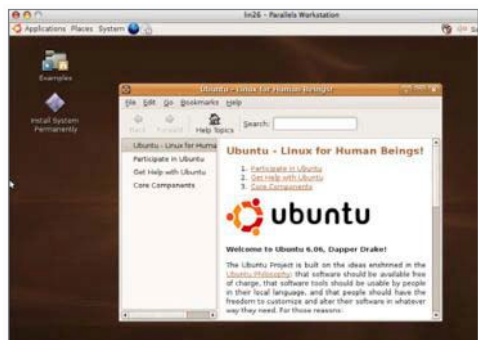 lin26 - Parallels Workstation
Applications Places System
Examples
Install System
Permanently
Ubuntu - Linux for Human Beings!
File Edit Go Bookmarks Help
Back Forward Help Topics Search:
Ubuntu - Linux for Huma
Participate in Ubuntu
Get Help with Ubuntu
Core Components
Ubuntu - Linux for Human Beings!
1. Participate in Ubuntu
2. Get Help with Ubuntu
3. Core Components
ubuntu
Welcome to Ubuntu 6.06, Dapper Drake!
The Ubuntu Project is built on the ideas enshrined in the
Ubuntu Philosophy: that software should be available free
of charge, that software tools should be usable by people
in their local language, and that people should have the
freedom to customize and alter their software in whatever
way they need. For those reasons: